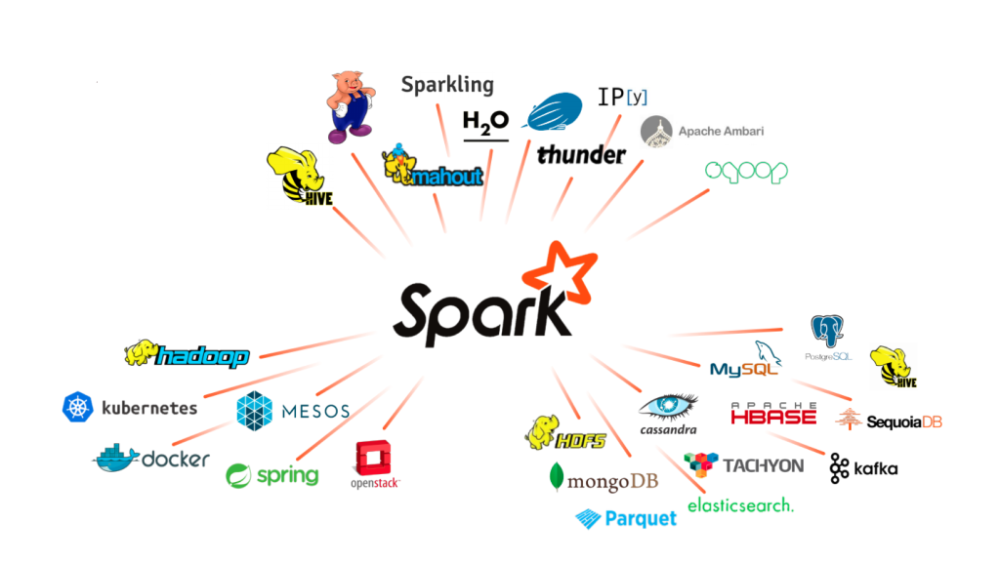 Sparkling
H2O
IP[y]
thunder
Apache Ambari
mahout
sqoop
HIVE
Spark
hadoop
PostgreSQL
MySQL
HIVE
kubernetes
MESOS
cassandra
APACHE
HBASE
SequoiaDB
HDFS
docker
spring
openstack™
mongoDB
TACHYON
kafka
Parquet
elasticsearch.